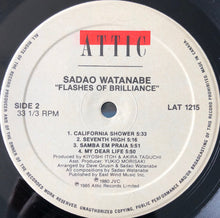 ATTIC
SADAO WATANABE
"FLASHES OF BRILLIANCE"
SIDE 2
33 1/3 RPM
LAT 1215
1. CALIFORNIA SHOWER 5:33
2. SEVENTH HIGH 5:15
3. SAMBA EM PRAIA 5:15
4. MY DEAR LIFE 5:50
Produced by: KIYOSHI ITOH & AKIRA TAGUCHI
Executive Producer: YUKIO MORISAKI
Arranged by Dave Grusin & Sadao Watanabe
All compositions by Sadao Watanabe
Published by East Wind Music Inc.
℗ 1980 JVC
© 1985 Attic Records Limited